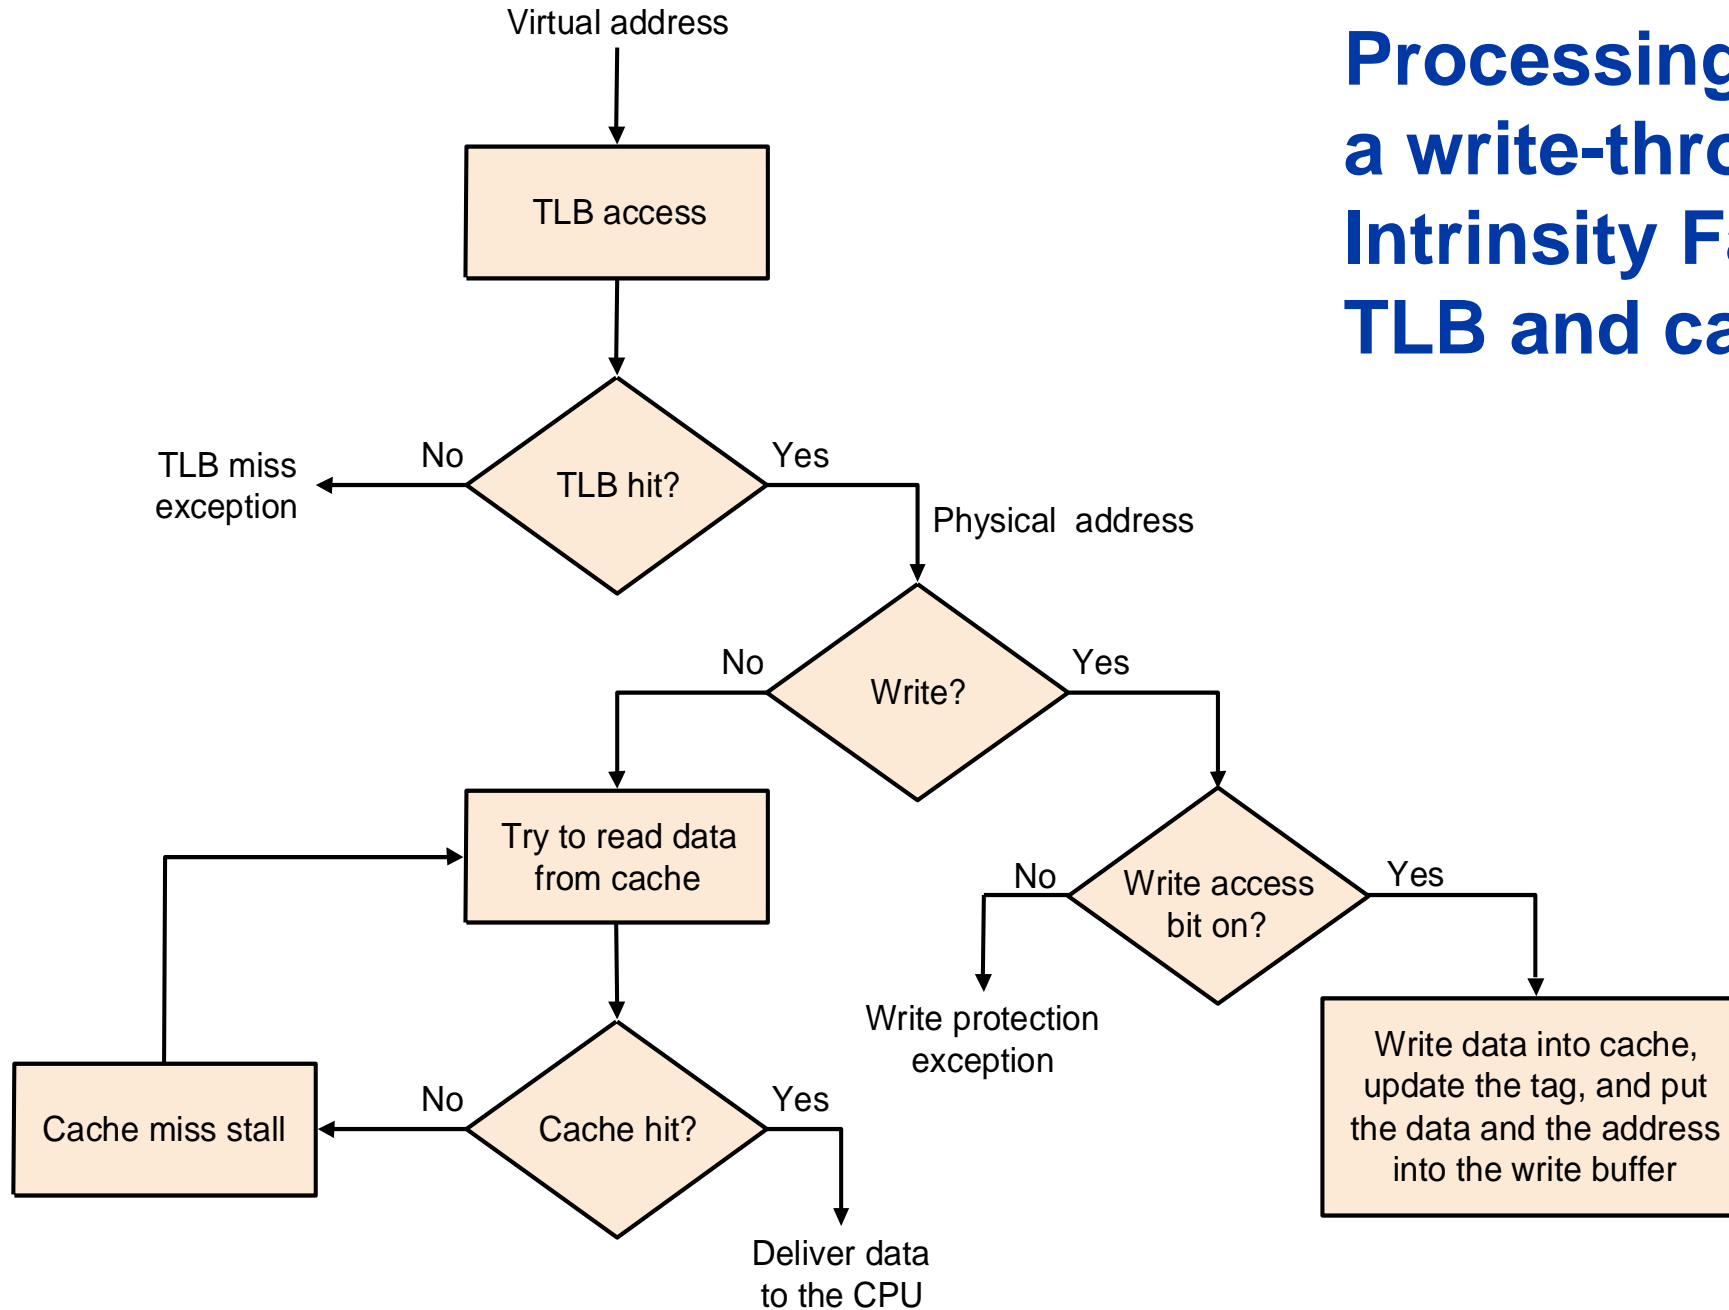 Virtual address
Processing
a write-thro
Intrinsity Fa
TLB and ca
TLB access
No
Yes
TLB miss
exception
TLB hit?
Physical address
No
Yes
Write?
Try to read data
from cache
No
Yes
Write access
bit on?
Write protection
exception
Write data into cache,
update the tag, and put
the data and the address
into the write buffer
No
Yes
Cache miss stall
Cache hit?
Deliver data
to the CPU